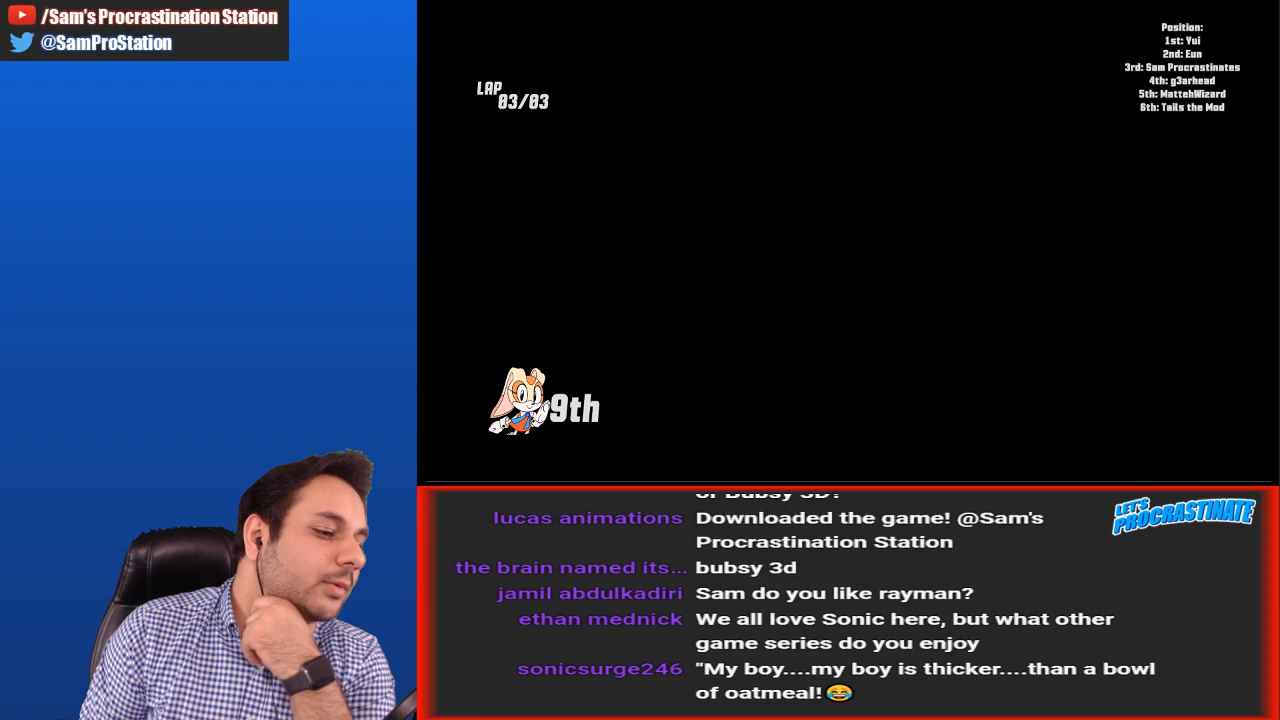 /Sam's Procrastination Station
@SamProStation
LAP
03/03
Position:
1st: Yui
2nd: Eun
3rd: Sam Procrastinates
4th: g3arhead
5th: MattehWizard
6th: Tails the Mod
9th
or Bubsy 3D?
lucas animations Downloaded the game! @Sam's
Procrastination Station
the brain named its... bubsy 3d
jamil abdulkadiri Sam do you like rayman?
ethan mednick We all love Sonic here, but what other
game series do you enjoy
sonicsurge246 "My boy....my boy is thicker....than a bowl
of oatmeal!😂
LET'S
PROCRASTINATE